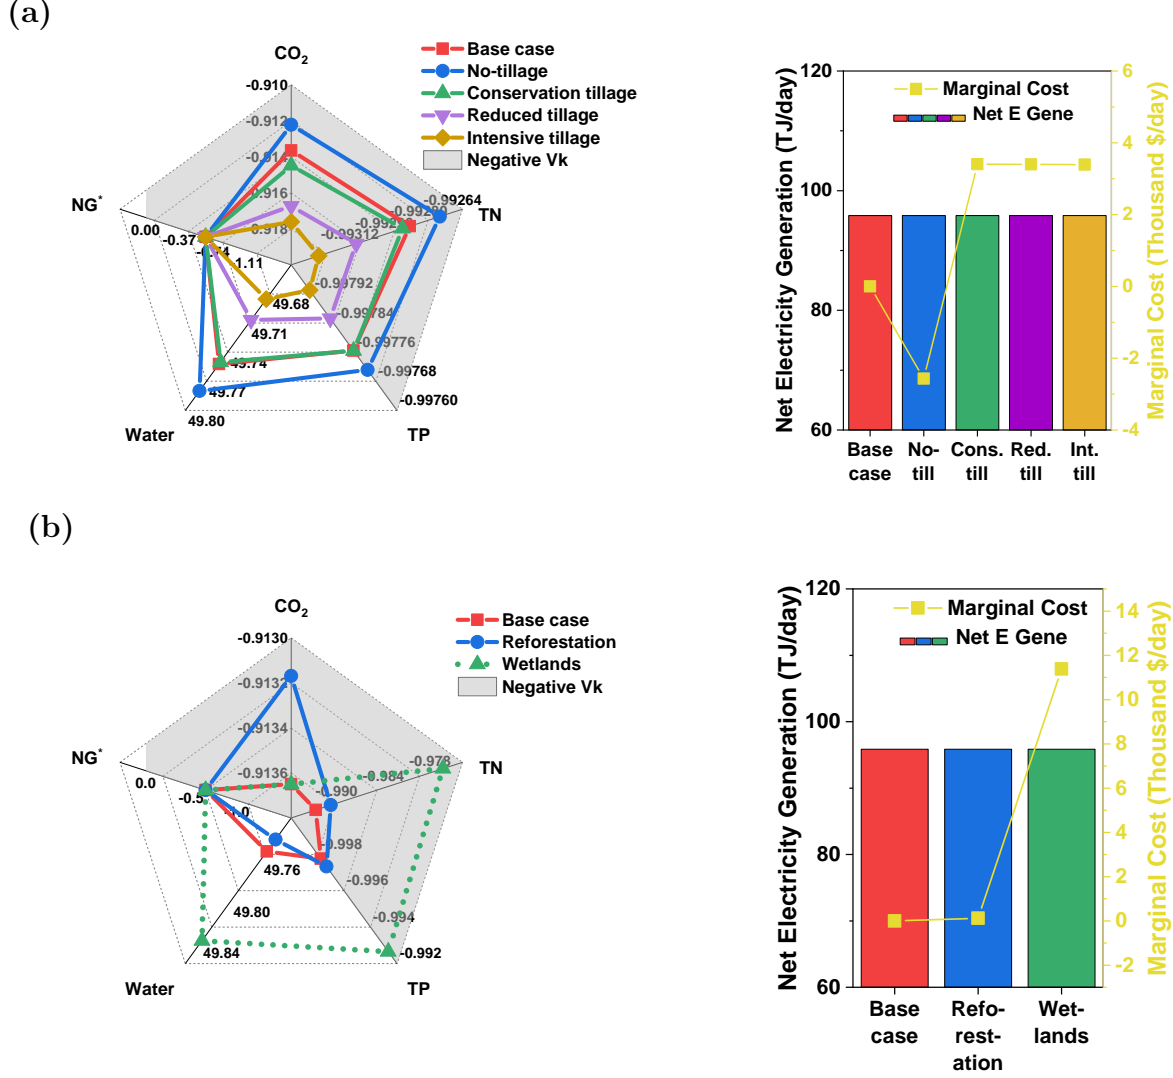 (a)
CO2
-0.910
-0.912
-0.914
-0.916
-0.918
Base case
No-tillage
Conservation tillage
Reduced tillage
Intensive tillage
Negative Vk
NG*
0.00
-0.37
1.11
TN
-0.99264
-0.99312
-0.99792
-0.99784
-0.99776
-0.99768
-0.99760
TP
49.68
49.71
49.74
49.77
49.80
Water
Net Electricity Generation (TJ/day)
120
100
80
60
Marginal Cost
Net E Gene
Base case
No-till
Cons. till
Red. till
Int. till
6
4
2
0
-2
-4
Marginal Cost (Thousand $/day)
(b)
CO2
-0.9130
-0.9132
-0.9134
-0.9136
Base case
Reforestation
Wetlands
Negative Vk
NG*
0.0
-0.5
TN
-0.978
-0.984
-0.990
-0.998
-0.996
-0.994
-0.992
TP
49.76
49.80
49.84
Water
Net Electricity Generation (TJ/day)
120
100
80
60
Marginal Cost
Net E Gene
Base case
Refo-rest-ation
Wet-lands
14
12
10
8
6
4
2
0
-2
Marginal Cost (Thousand $/day)